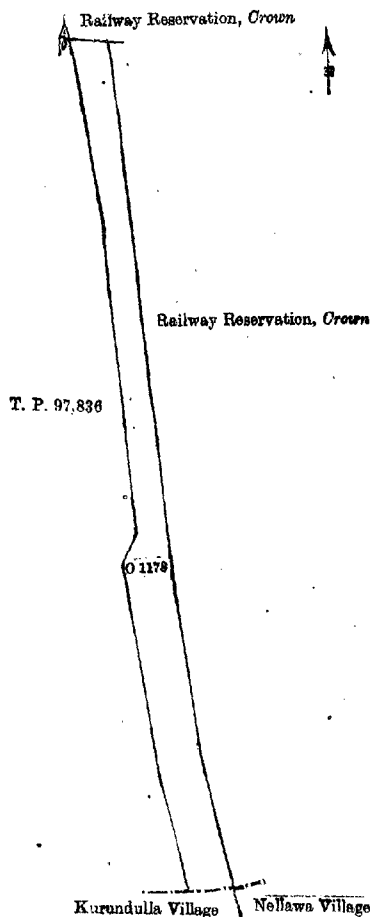 Railway Reservation, Crown
Railway Reservation, Crown
T. P. 97,836
O 1178
Kurundulla Village
Nellawa Village